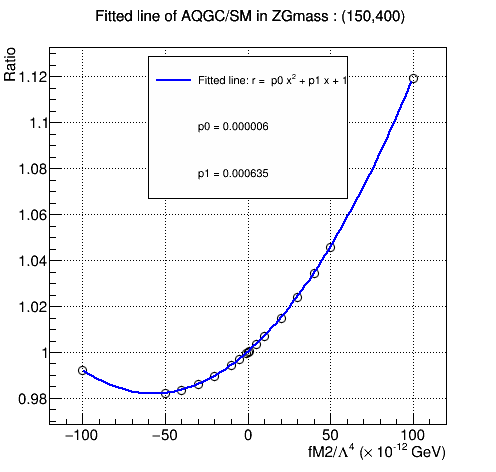 Fitted line of AQGC/SM in ZGmass : (150,400)
Ratio
Fitted line: r = p0 x² + p1 x + 1
p0 = 0.000006
p1 = 0.000635
1.12
1.1
1.08
1.06
1.04
1.02
1
0.98
−100 −50 0 50 100
fM2/Λ⁴ (× 10⁻¹² GeV)